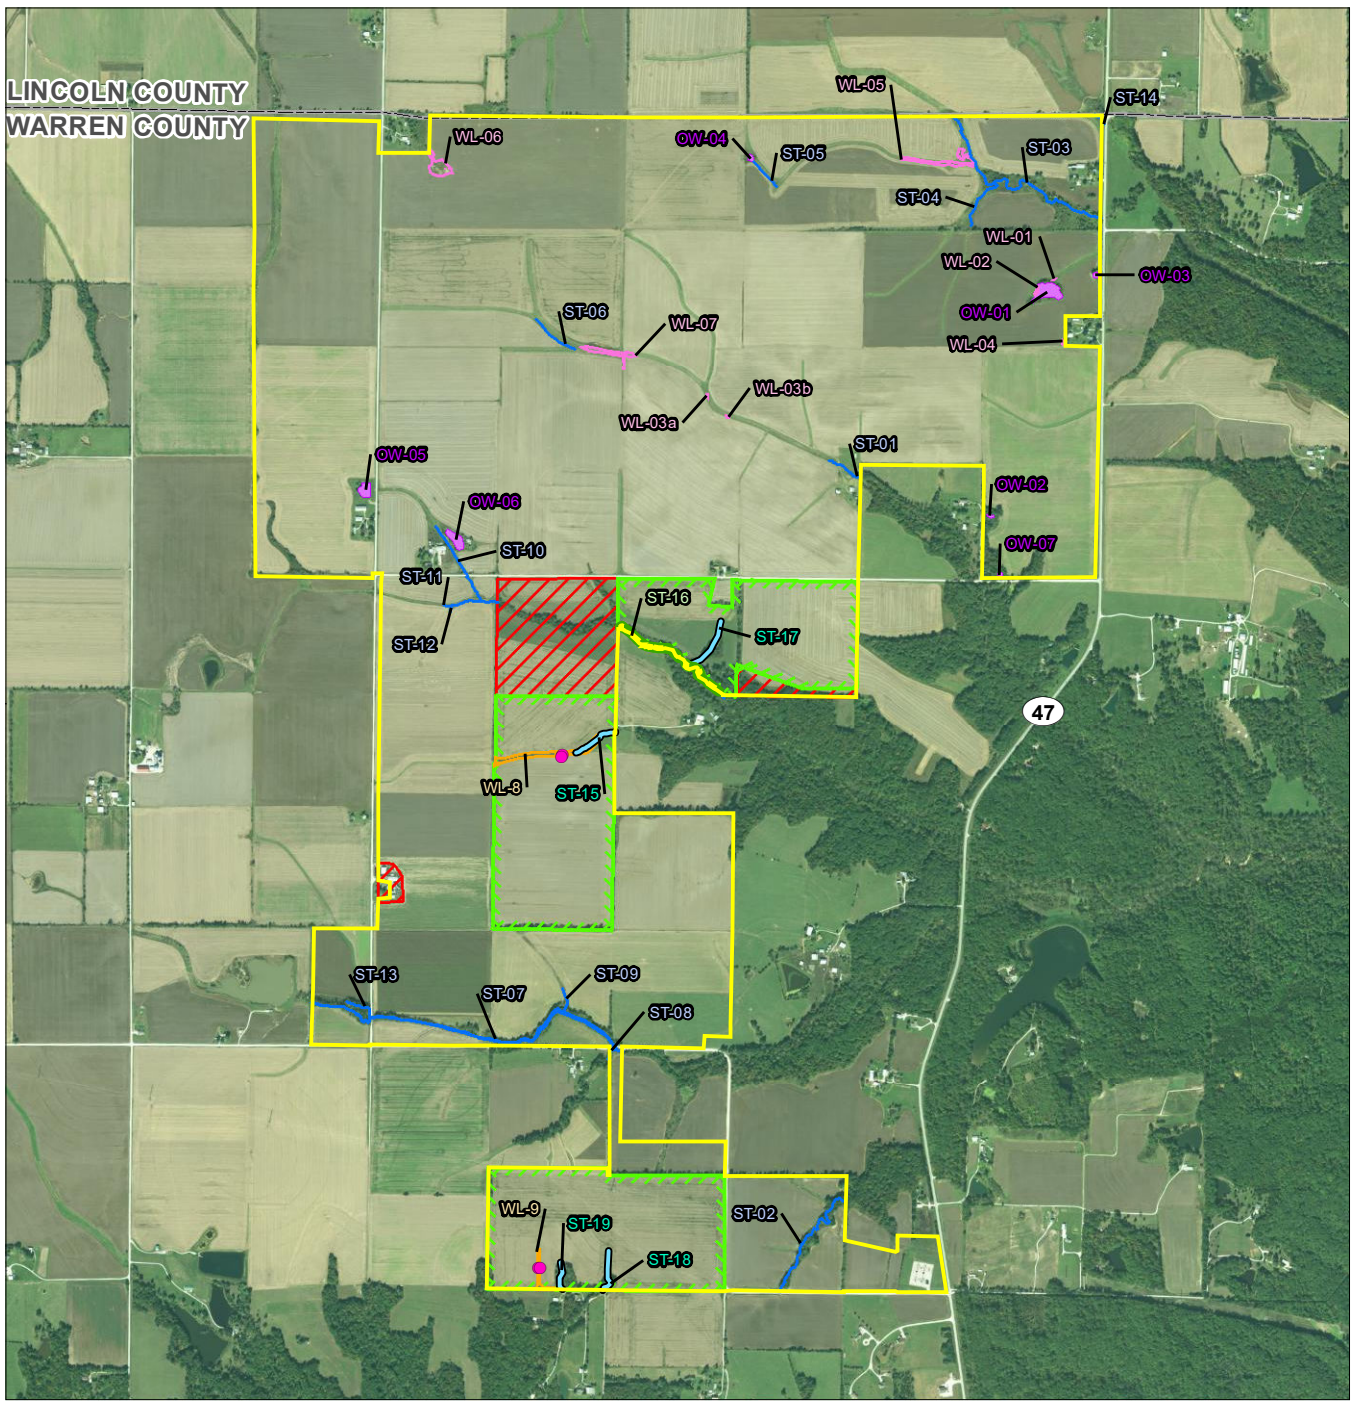 LINCOLN COUNTY
WARREN COUNTY
WL-05
ST-14
WL-06
OW-04
ST-05
ST-03
ST-04
WL-01
WL-02
OW-03
OW-01
ST-06
WL-07
WL-04
WL-03b
WL-03a
ST-01
OW-05
OW-02
OW-06
OW-07
ST-10
ST-11
ST-16
ST-12
ST-17
47
WL-8
ST-15
ST-13
ST-09
ST-07
ST-08
WL-9
ST-19
ST-02
ST-18